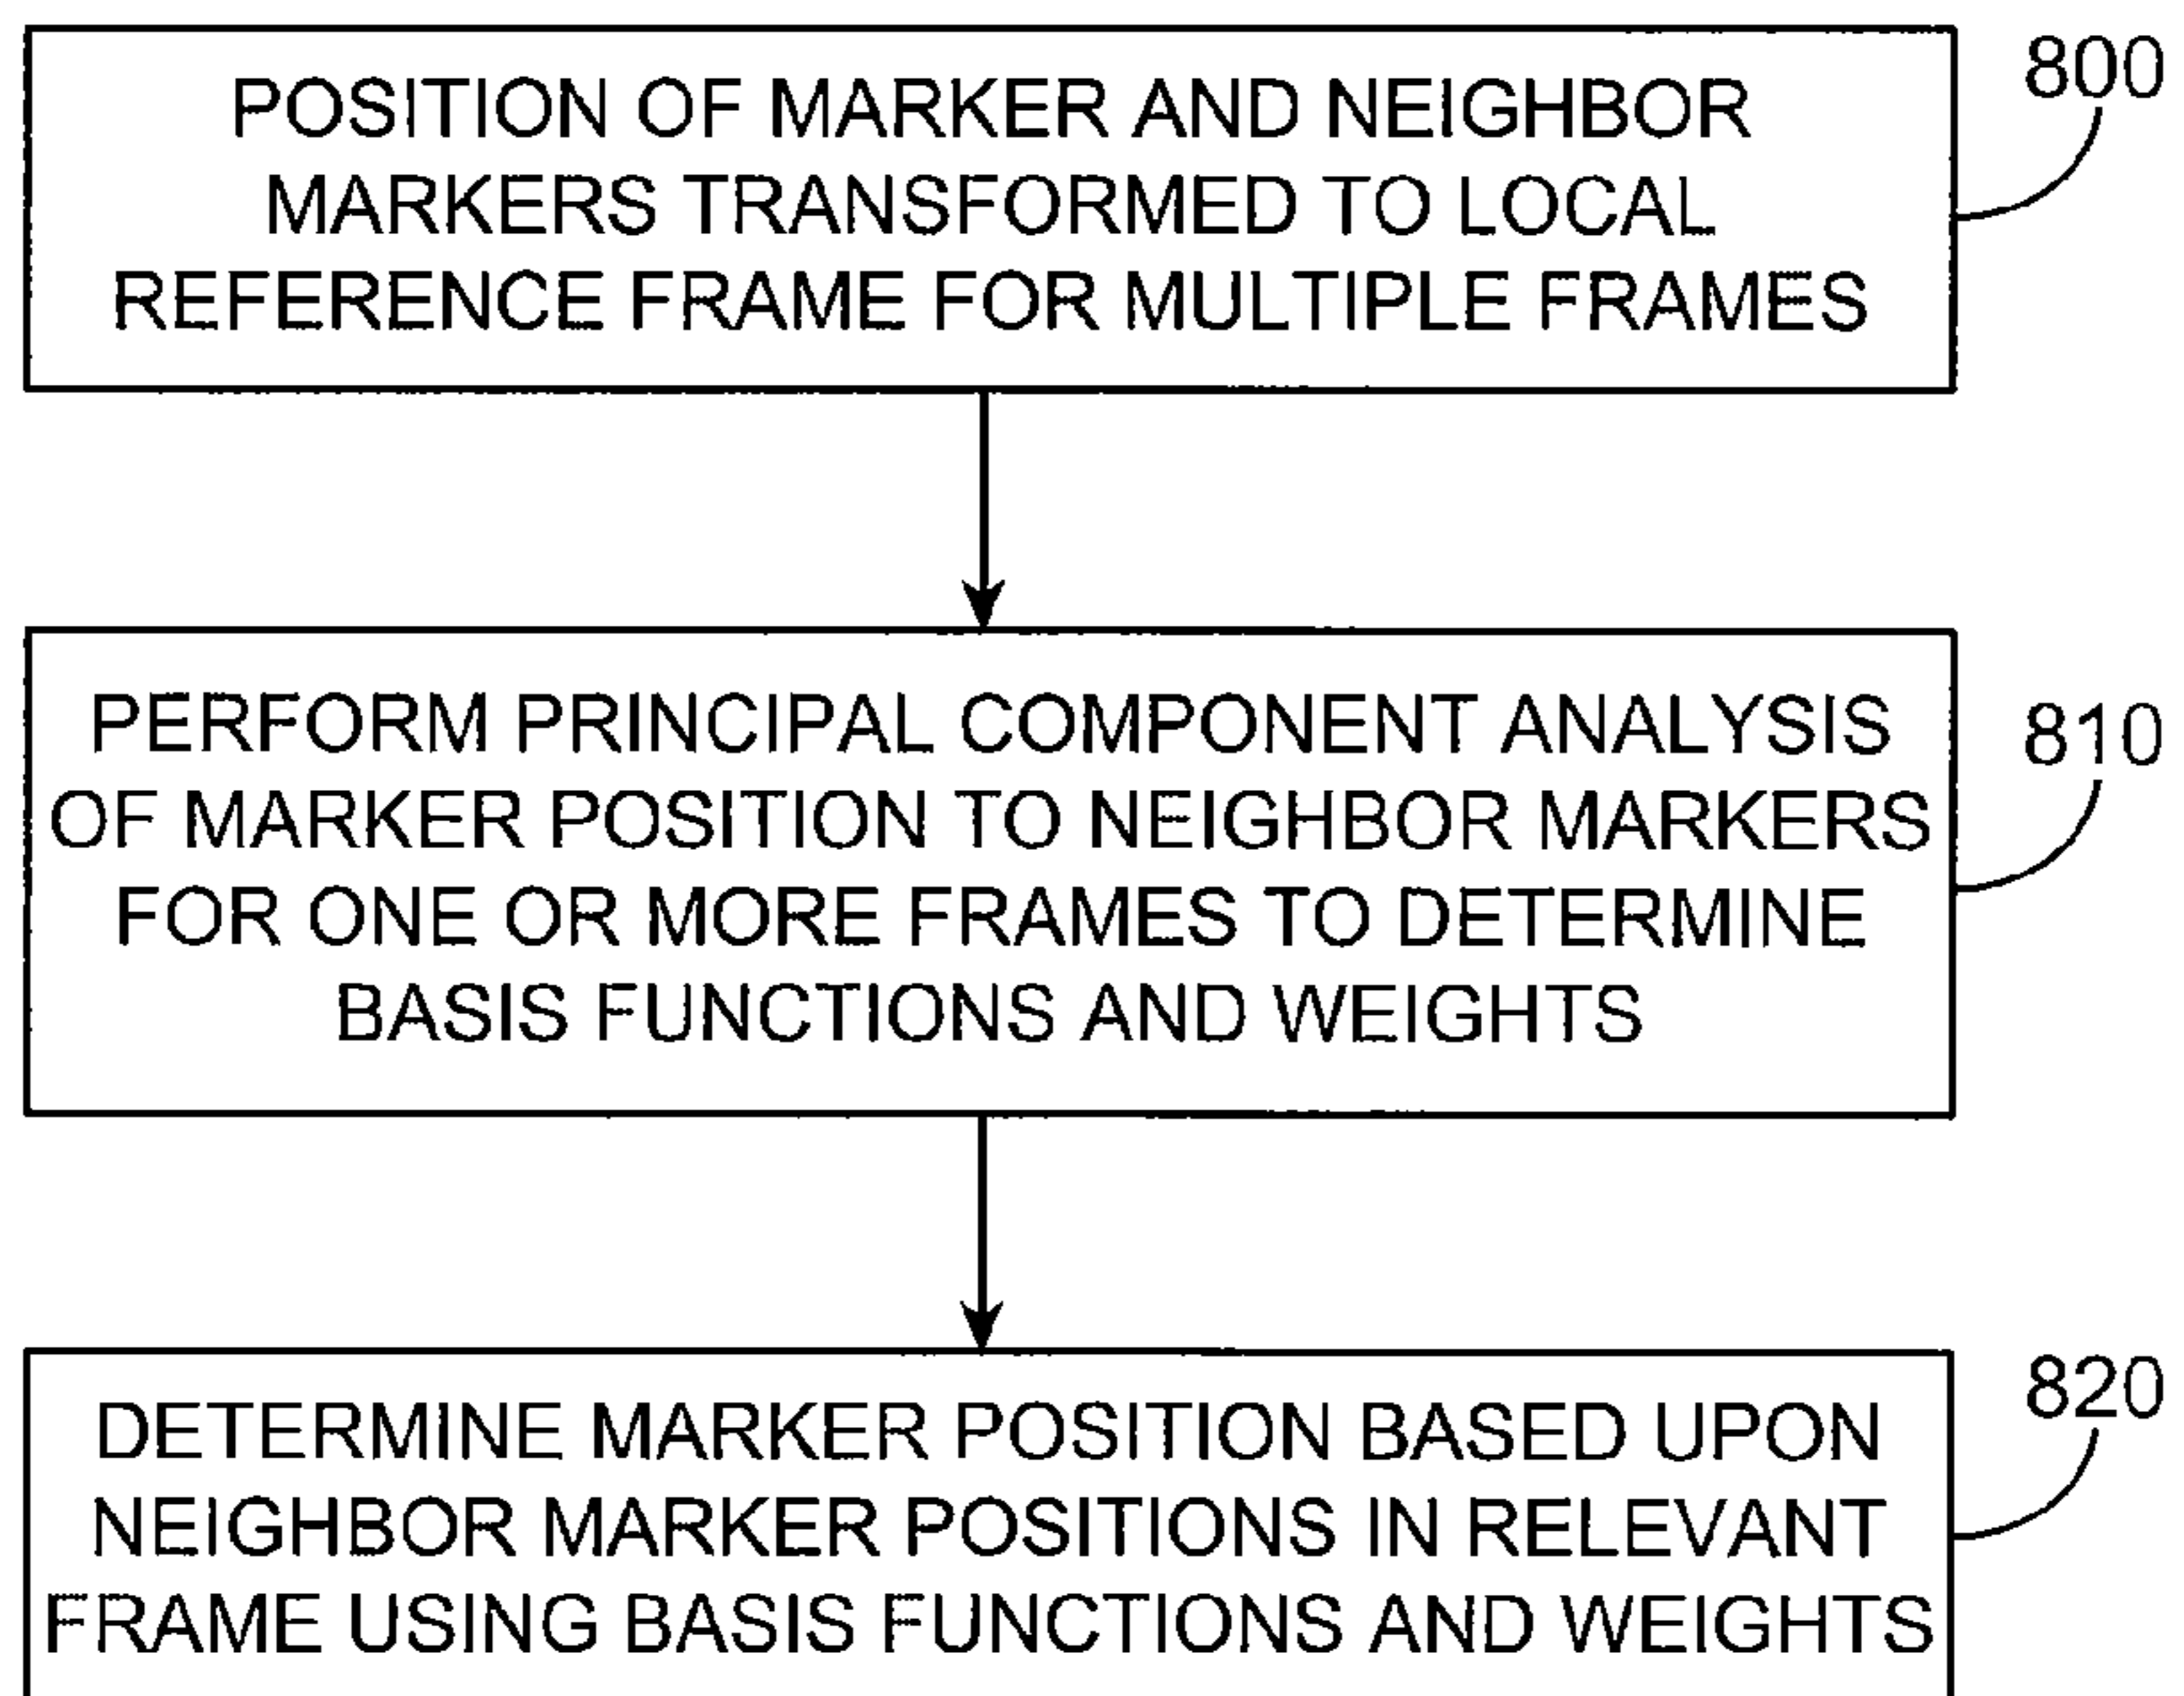 POSITION OF MARKER AND NEIGHBOR
MARKERS TRANSFORMED TO LOCAL
REFERENCE FRAME FOR MULTIPLE FRAMES
800
PERFORM PRINCIPAL COMPONENT ANALYSIS
OF MARKER POSITION TO NEIGHBOR MARKERS
FOR ONE OR MORE FRAMES TO DETERMINE
BASIS FUNCTIONS AND WEIGHTS
810
DETERMINE MARKER POSITION BASED UPON
NEIGHBOR MARKER POSITIONS IN RELEVANT
FRAME USING BASIS FUNCTIONS AND WEIGHTS
820